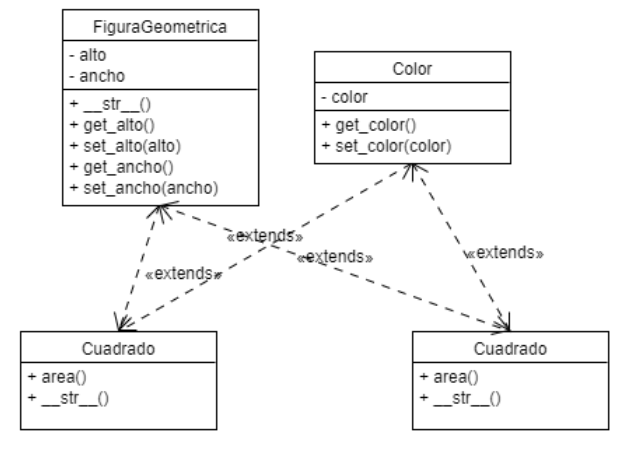 FiguraGeometrica
- alto
- ancho
+ __str__()
+ get_alto()
+ set_alto(alto)
+ get_ancho()
+ set_ancho(ancho)
Color
- color
+ get_color()
+ set_color(color)
«extends»
«extends»
«extends»
«extends»
Cuadrado
+ area()
+ __str__()
Cuadrado
+ area()
+ __str__()